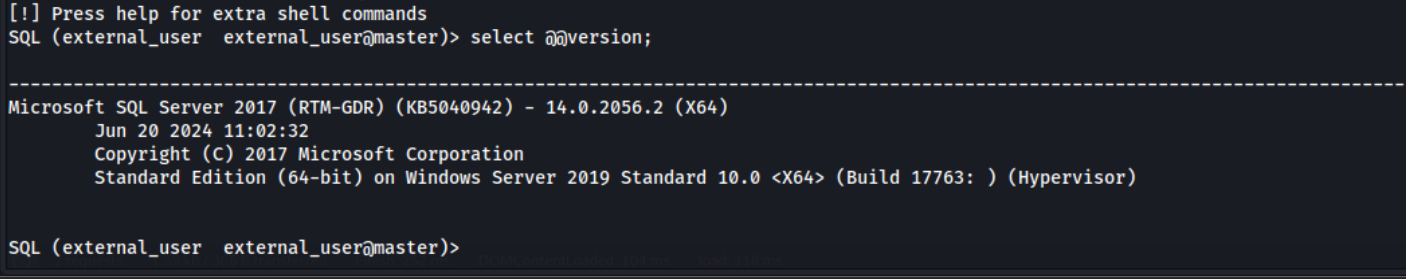 [!] Press help for extra shell commands
SQL (external_user  external_user@master)> select @@version;
--------------------------------------------------------------------------------------------------------------------------------
Microsoft SQL Server 2017 (RTM-GDR) (KB5040942) - 14.0.2056.2 (X64)
Jun 20 2024 11:02:32
Copyright (C) 2017 Microsoft Corporation
Standard Edition (64-bit) on Windows Server 2019 Standard 10.0 <X64> (Build 17763: ) (Hypervisor)
SQL (external_user  external_user@master)>